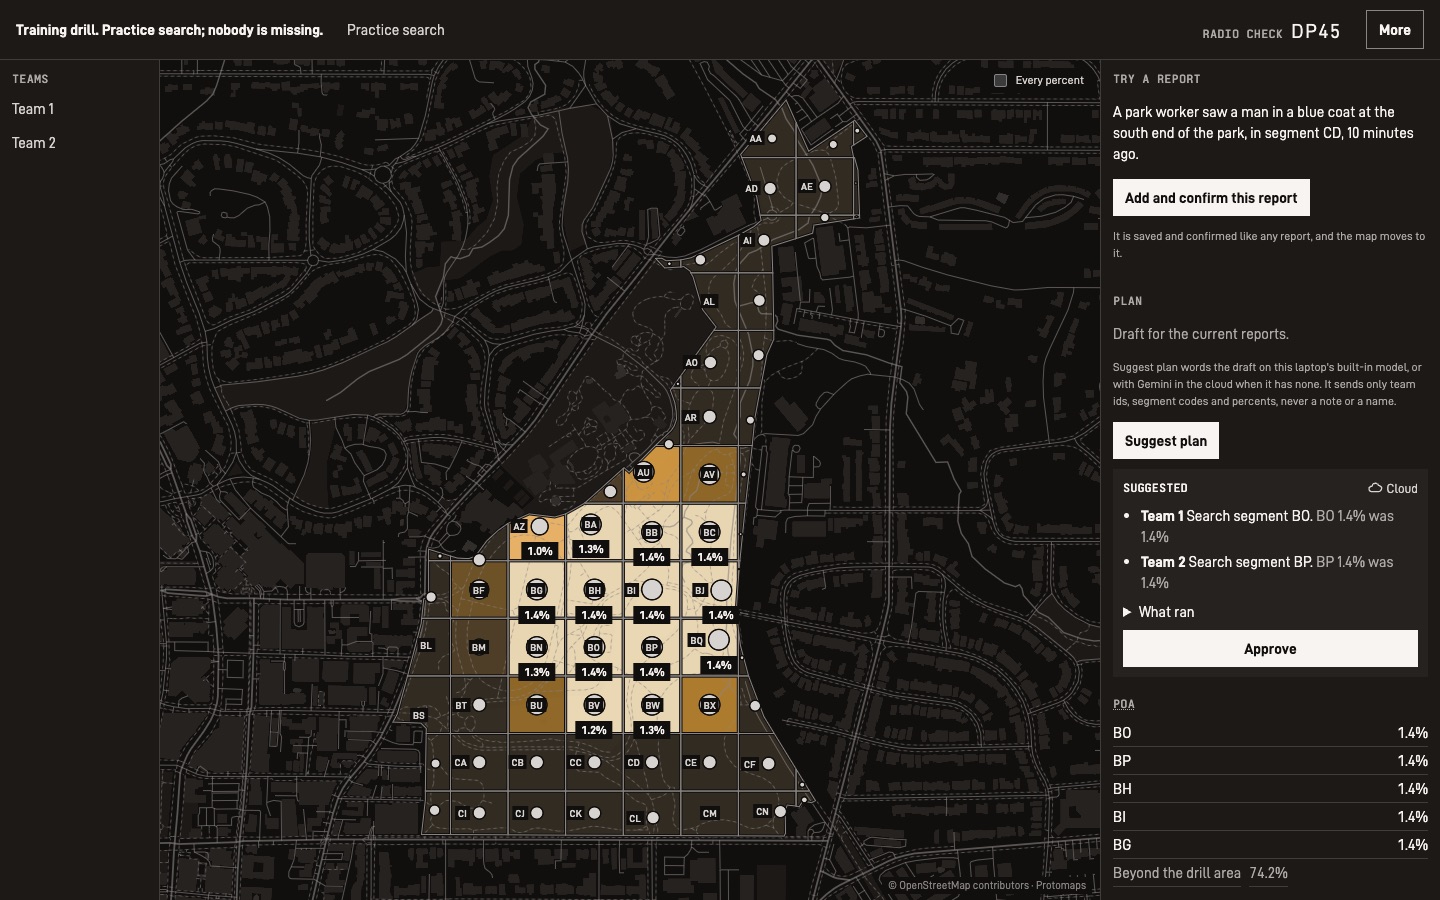 Training drill. Practice search; nobody is missing. Practice search
RADIO CHECK DP45
More
TEAMS
Team 1
Team 2
Every percent
AA
AD
AE
AI
AL
AO
AR
AU
AV
AZ
1.0%
BA
1.3%
BB
1.4%
BC
1.4%
BF
BG
1.4%
BH
1.4%
BI
1.4%
BJ
1.4%
BL
BM
BN
1.3%
BO
1.4%
BP
1.4%
BQ
1.4%
BS
BT
BU
BV
1.2%
BW
1.3%
BX
CA
CB
CC
CD
CE
CF
CI
CJ
CK
CL
CM
CN
© OpenStreetMap contributors · Protomaps
TRY A REPORT
A park worker saw a man in a blue coat at the
south end of the park, in segment CD, 10 minutes
ago.
Add and confirm this report
It is saved and confirmed like any report, and the map moves to
it.
PLAN
Draft for the current reports.
Suggest plan words the draft on this laptop's built-in model, or
with Gemini in the cloud when it has none. It sends only team
ids, segment codes and percents, never a note or a name.
Suggest plan
SUGGESTED
Cloud
• Team 1 Search segment BO. BO 1.4% was
1.4%
• Team 2 Search segment BP. BP 1.4% was
1.4%
What ran
Approve
POA
BO 1.4%
BP 1.4%
BH 1.4%
BI 1.4%
BG 1.4%
Beyond the drill area 74.2%